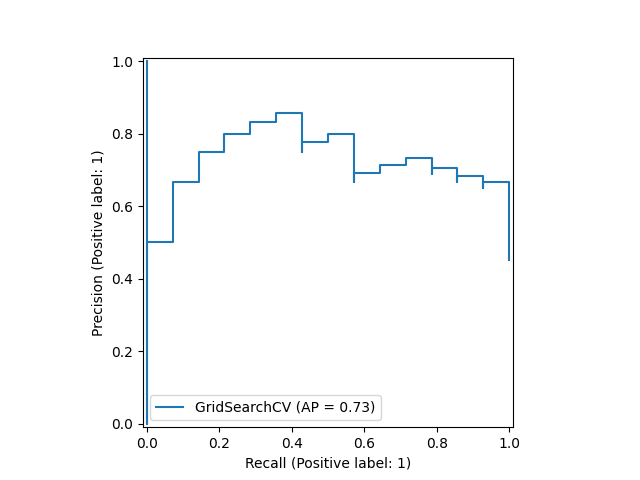 1.0
0.8
0.6
0.4
0.2
0.0
Precision (Positive label: 1)
GridSearchCV (AP = 0.73)
0.0 0.2 0.4 0.6 0.8 1.0
Recall (Positive label: 1)